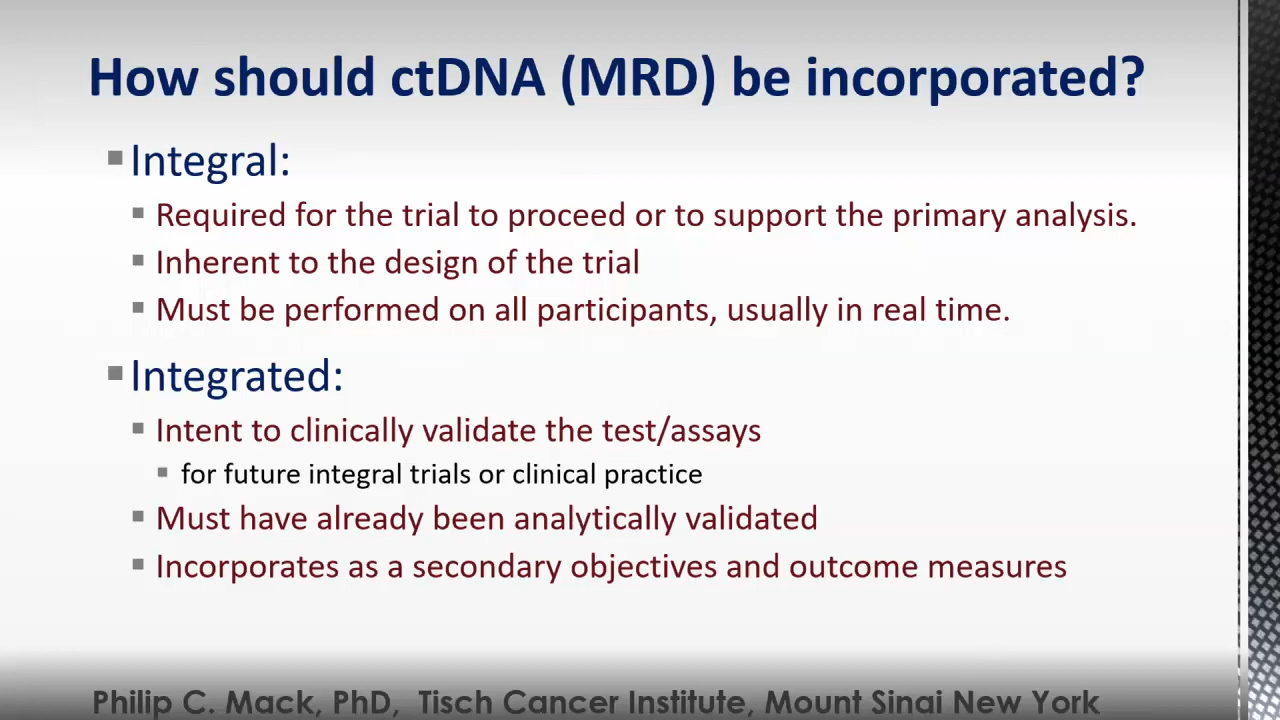 How should ctDNA (MRD) be incorporated?
Integral:
Required for the trial to proceed or to support the primary analysis.
Inherent to the design of the trial
Must be performed on all participants, usually in real time.
Integrated:
Intent to clinically validate the test/assays
for future integral trials or clinical practice
Must have already been analytically validated
Incorporates as a secondary objectives and outcome measures
Philip C. Mack, PhD, Tisch Cancer Institute, Mount Sinai New York